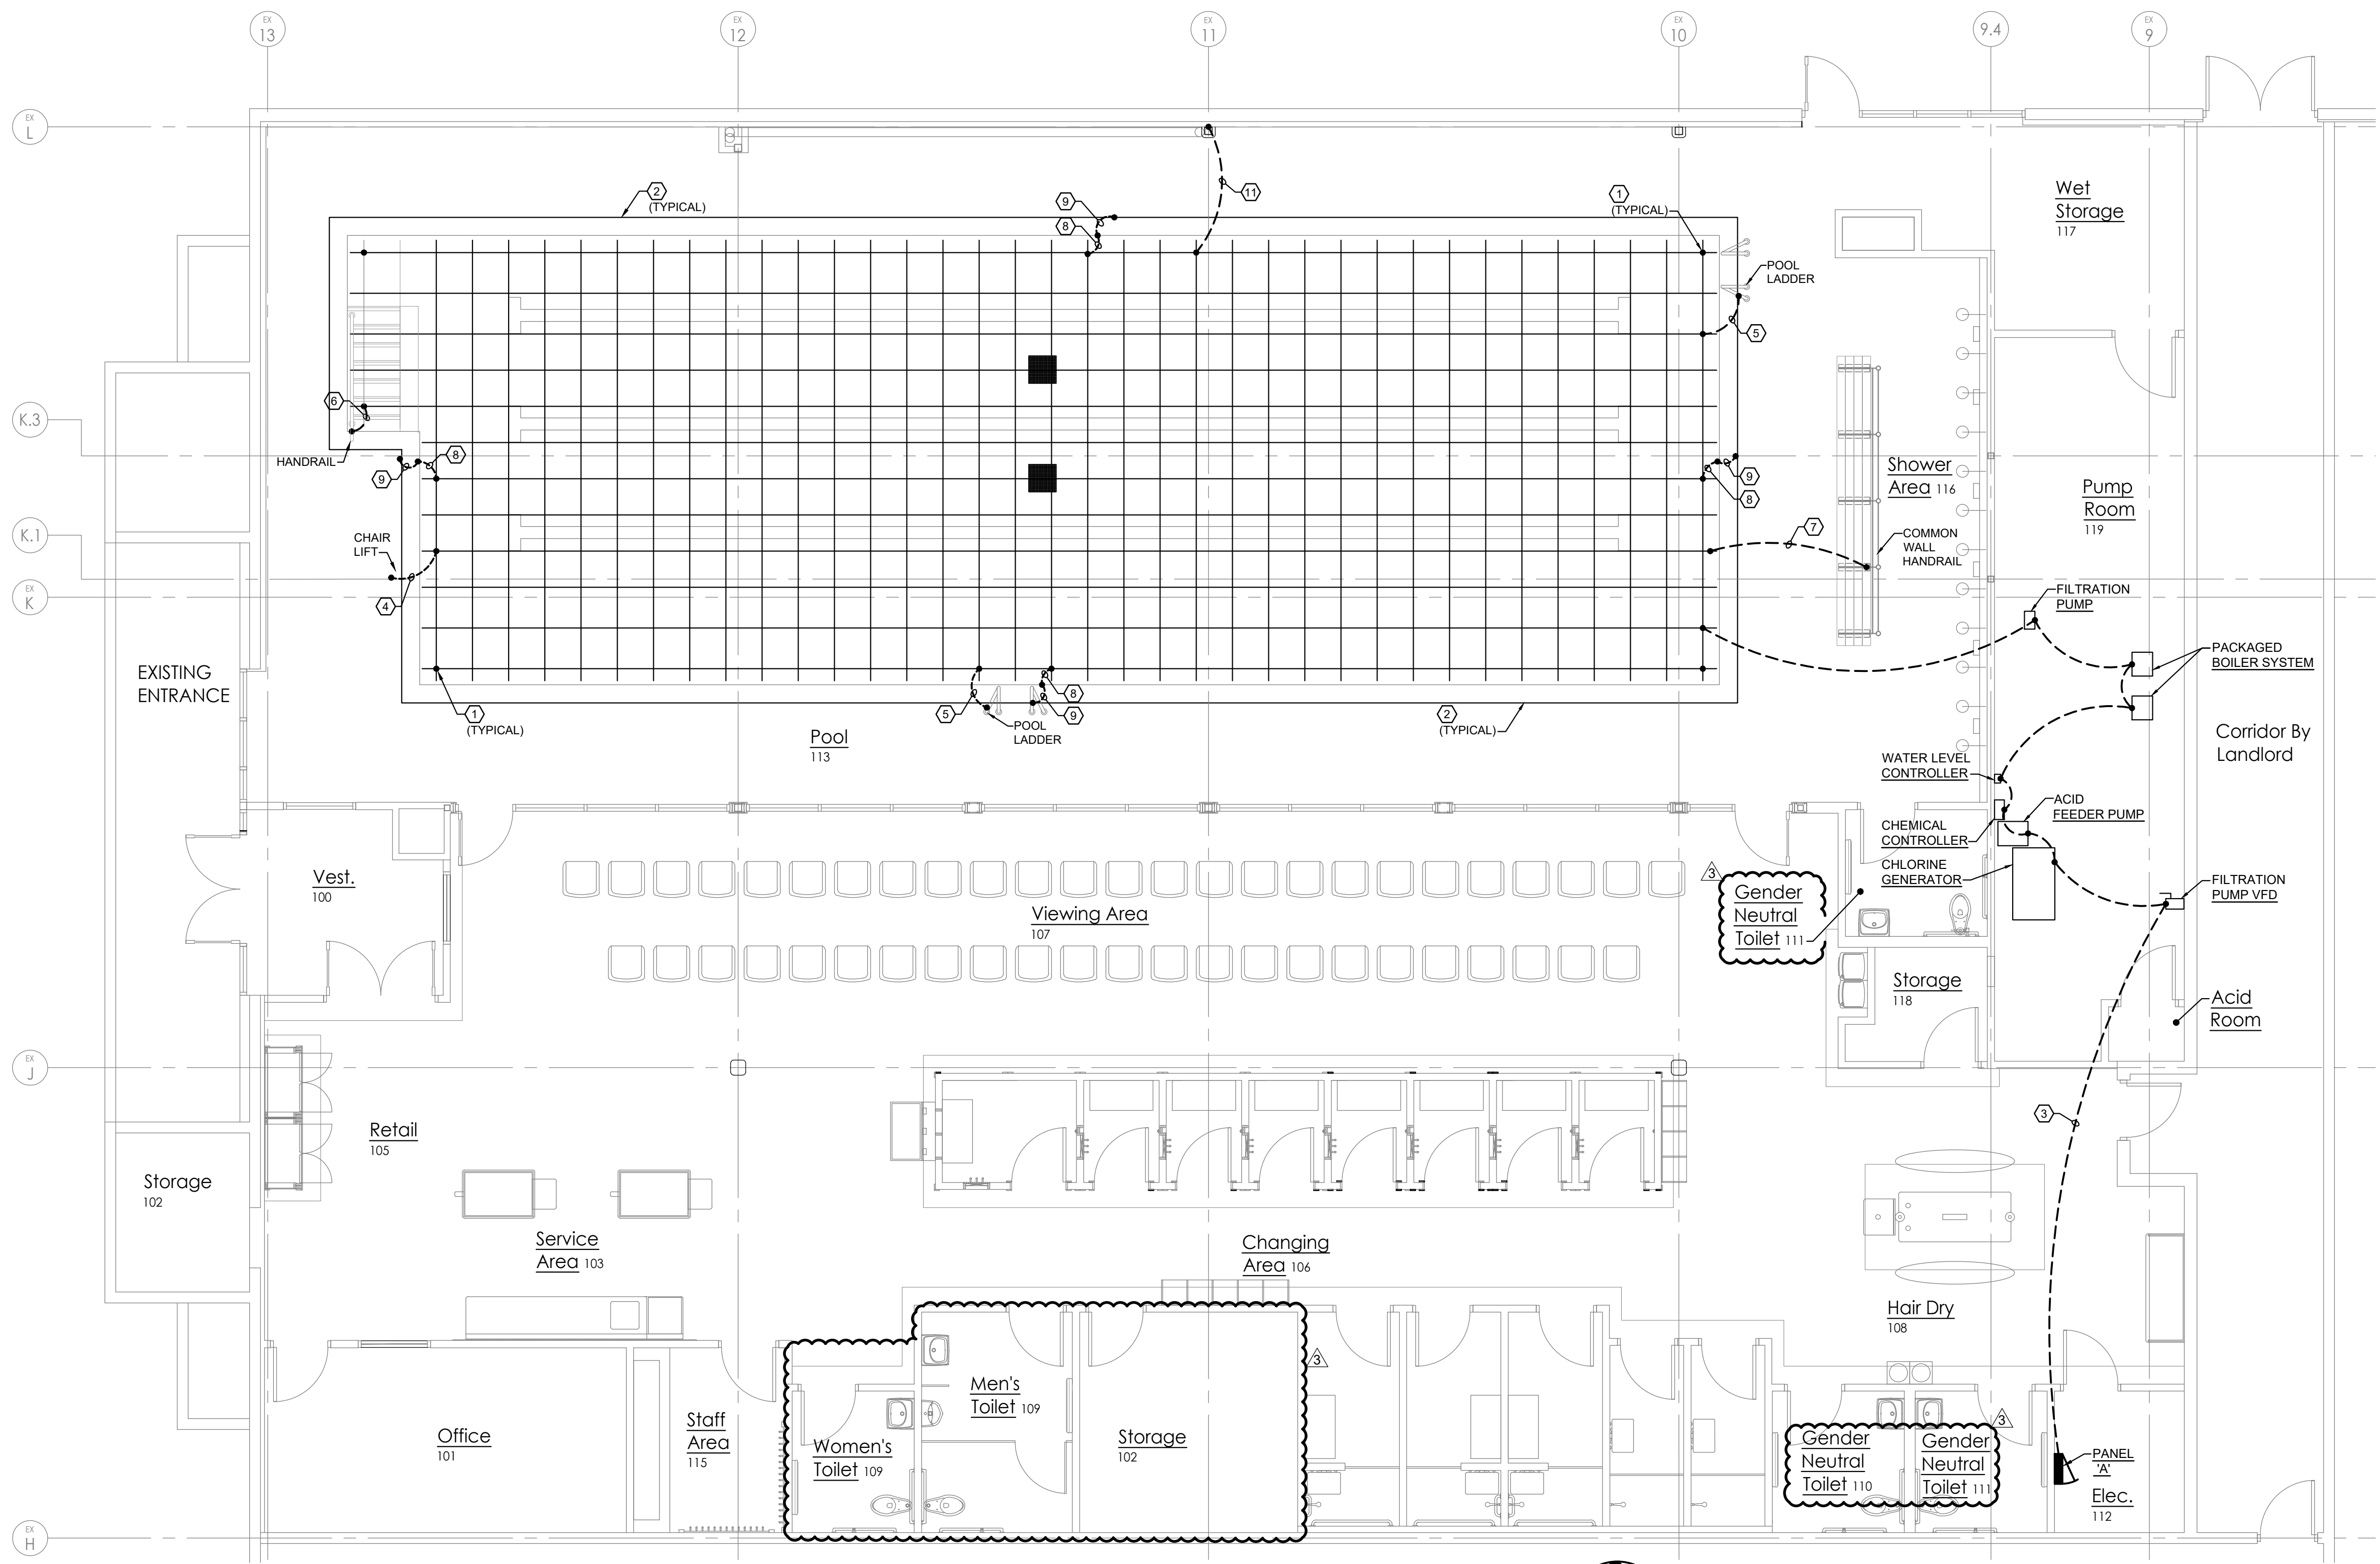 EX
13
EX
12
EX
11
EX
10
9.4
EX
9
EX
L
2
(TYPICAL)
9
8
11
1
(TYPICAL)
Wet
Storage
117
POOL
LADDER
5
6
K.3
HANDRAIL
9
8
9
8
Shower
Area 116
Pump
Room
119
K.1
CHAIR
LIFT
7
COMMON
WALL
HANDRAIL
EX
K
4
FILTRATION
PUMP
PACKAGED
BOILER SYSTEM
EXISTING
ENTRANCE
1
(TYPICAL)
5
8
9
POOL
LADDER
2
(TYPICAL)
Pool
113
Corridor By
Landlord
WATER LEVEL
CONTROLLER
ACID
FEEDER PUMP
CHEMICAL
CONTROLLER
CHLORINE
GENERATOR
FILTRATION
PUMP VFD
Vest.
100
Viewing Area
107
3
Gender
Neutral
Toilet 111
Storage
118
Acid
Room
EX
J
Retail
105
3
Storage
102
Service
Area 103
Changing
Area 106
Hair Dry
108
3
Men's
Toilet 109
Office
101
Staff
Area
115
Women's
Toilet 109
Storage
102
3
Gender
Neutral
Toilet 110
Gender
Neutral
Toilet 111
PANEL
'A'
Elec.
112
EX
H